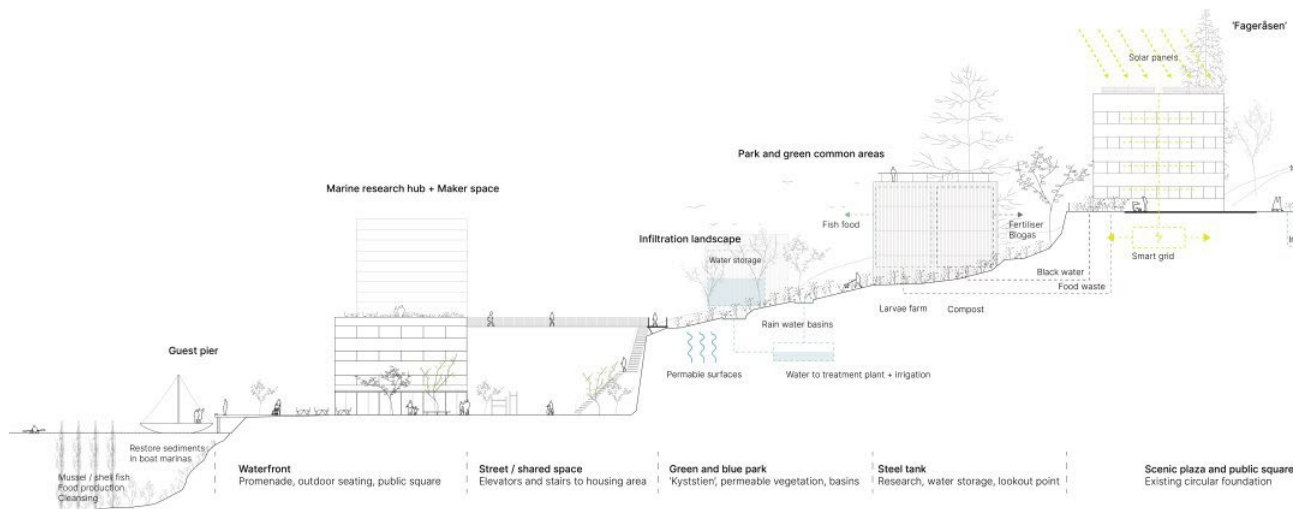 'Fageråsen'
Solar panels
Park and green common areas
Marine research hub + Maker space
Fish food
Fertiliser
Biogas
Infiltration landscape
Water storage
Smart grid
Black water
Food waste
Larvae farm
Compost
Rain water basins
Guest pier
Permable surfaces
Water to treatment plant + irrigation
Restore sediments
in boat marinas
Mussel / shell fish
Food production
Cleansing
Waterfront
Promenade, outdoor seating, public square
Street / shared space
Elevators and stairs to housing area
Green and blue park
'Kyststien', permeable vegetation, basins
Steel tank
Research, water storage, lookout point
Scenic plaza and public square
Existing circular foundation